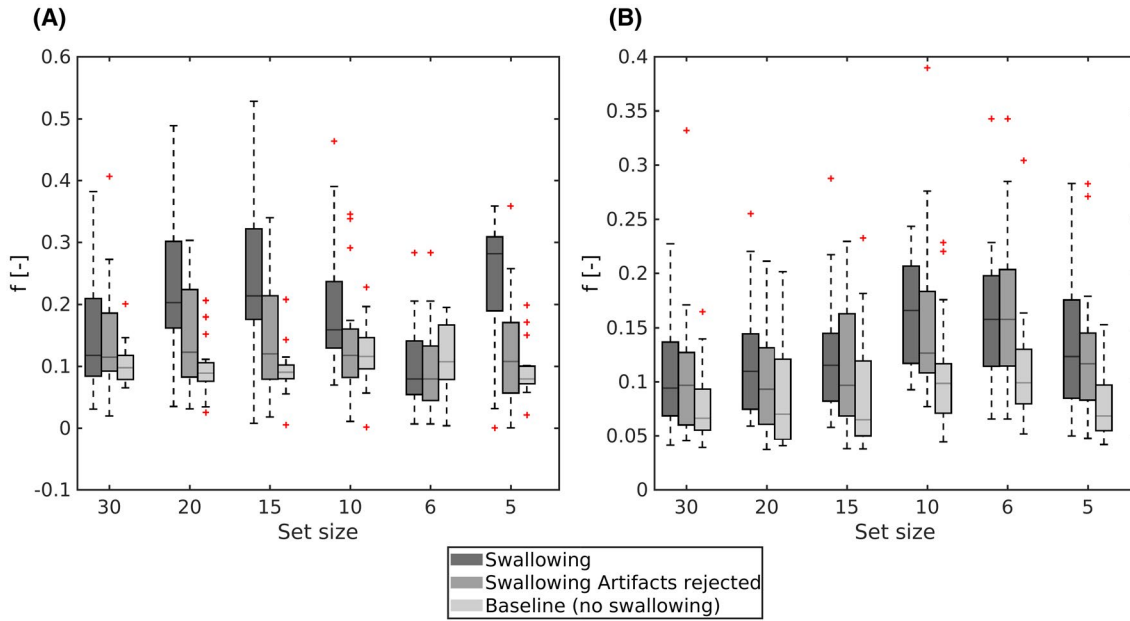 (A)
0.6
0.5
0.4
0.3
0.2
0.1
0
-0.1
f [-]
30 20 15 10 6 5
Set size
(B)
0.4
0.35
0.3
0.25
0.2
0.15
0.1
0.05
0
f [-]
30 20 15 10 6 5
Set size
Swallowing
Swallowing Artifacts rejected
Baseline (no swallowing)